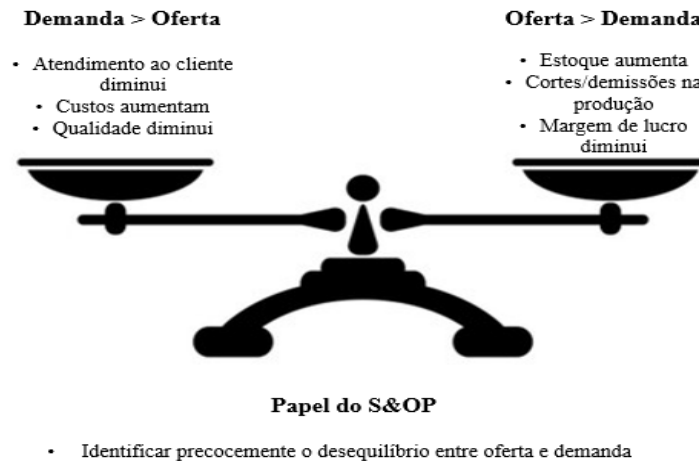 Demanda > Oferta
• Atendimento ao cliente
diminui
• Custos aumentam
• Qualidade diminui
Oferta > Demanda
• Estoque aumenta
• Cortes/demissões na
produção
• Margem de lucro
diminui
Papel do S&OP
• Identificar precocemente o desequilíbrio entre oferta e demanda